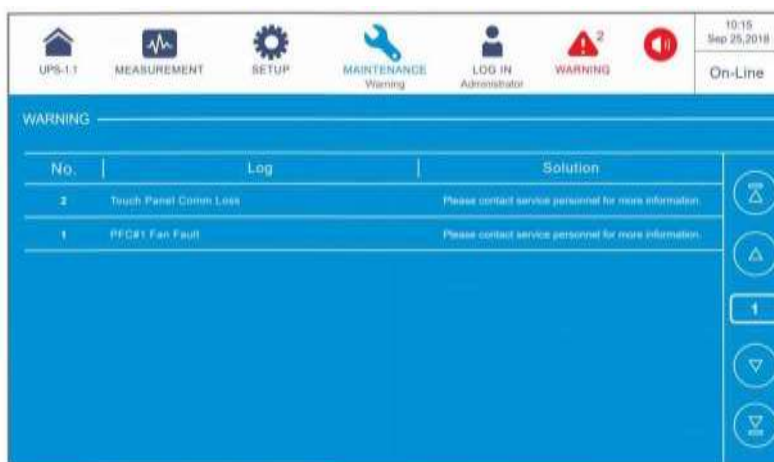 UPS-1.1 MEASUREMENT SETUP MAINTENANCE LOG IN WARNING 2
Warning Administrator
10:15
Sep 25,2018
On-Line
WARNING
No. Log Solution
2 Touch Panel Comm Loss Please contact service personnel for more information.
1 PFC#1 Fan Fault Please contact service personnel for more information.
1